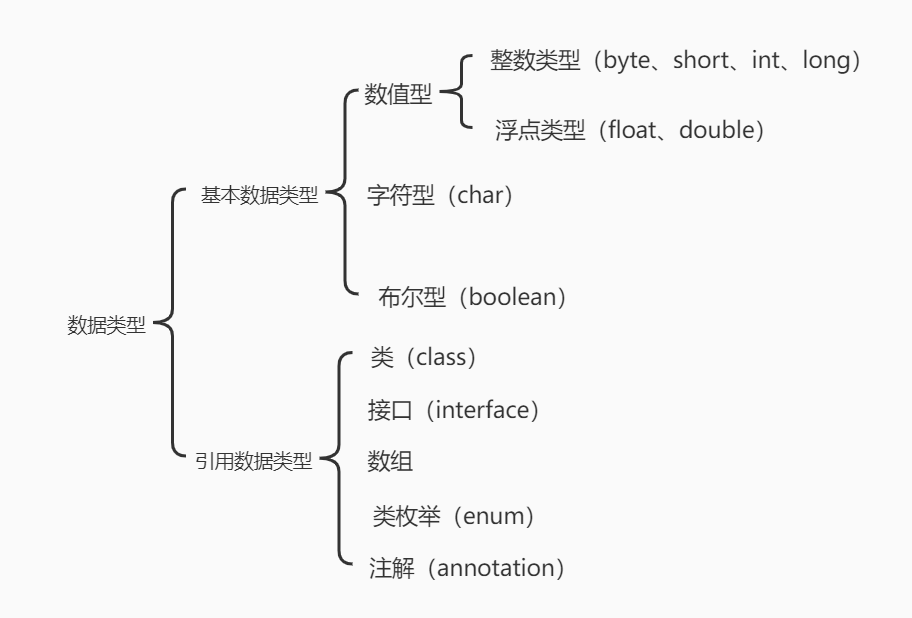 整数类型（byte、short、int、long）
数值型
浮点类型（float、double）
基本数据类型
字符型（char）
布尔型（boolean）
数据类型
类（class）
接口（interface）
引用数据类型
数组
类枚举（enum）
注解（annotation）